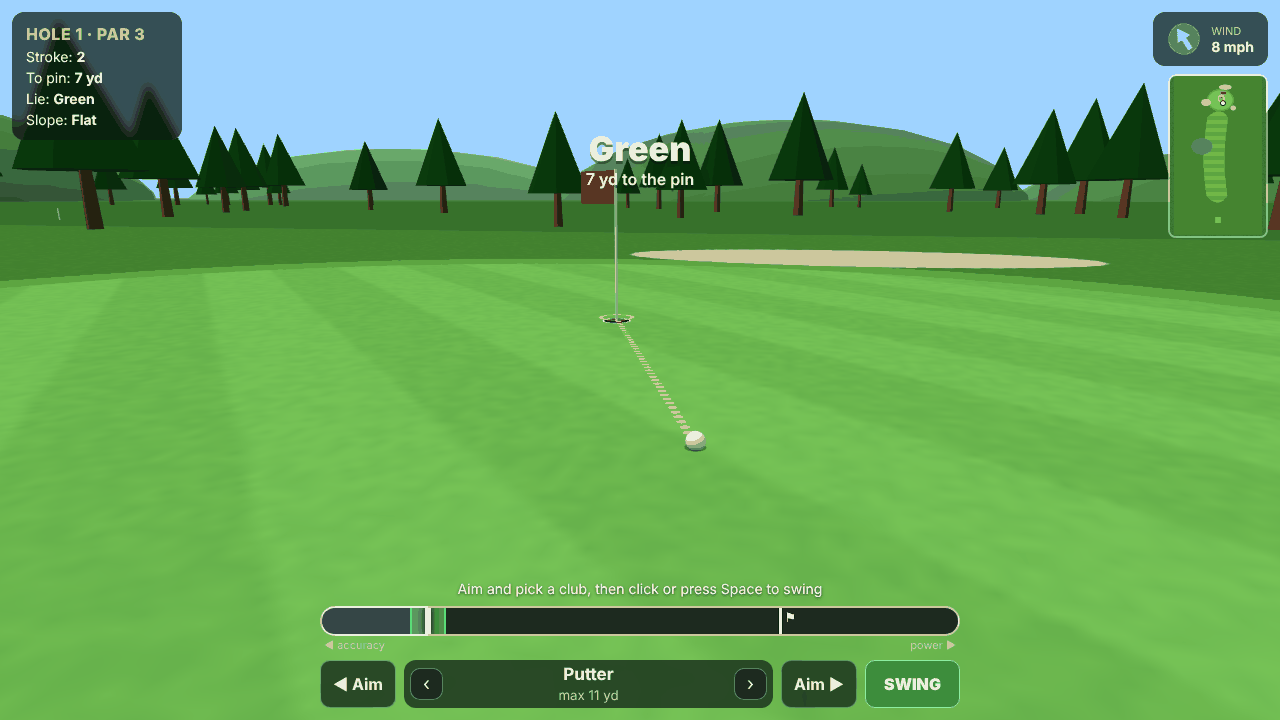 HOLE 1 · PAR 3
Stroke: 2
To pin: 7 yd
Lie: Green
Slope: Flat
WIND
8 mph
Green
7 yd to the pin
Aim and pick a club, then click or press Space to swing
◀ accuracy
power ▶
◀ Aim
‹
Putter
max 11 yd
›
Aim ▶
SWING